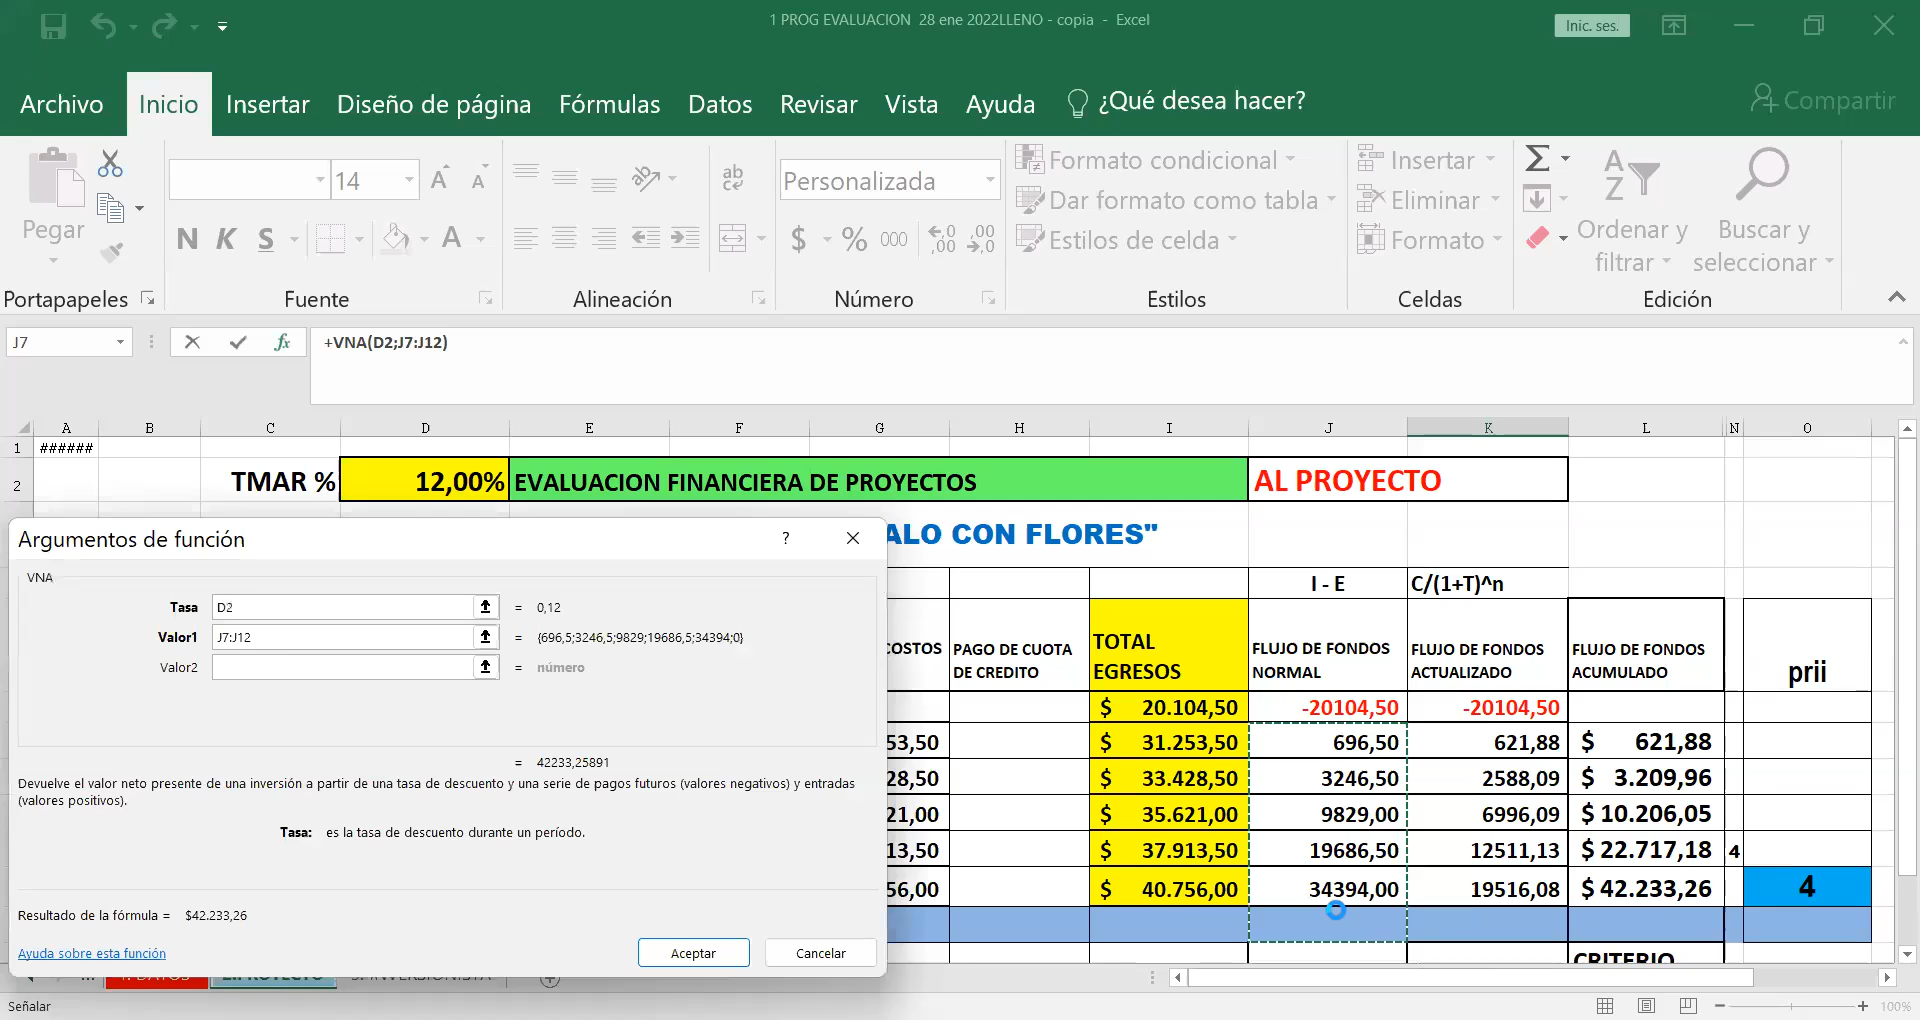 1 PROG EVALUACION 28 ene 2022LLENO - copia - Excel
Inic. ses.
Archivo Inicio Insertar Diseño de página Fórmulas Datos Revisar Vista Ayuda ¿Qué desea hacer? Compartir
Pegar
14
N K S
ab
Personalizada
$ % 000
Formato condicional
Dar formato como tabla
Estilos de celda
Insertar
Eliminar
Formato
Ordenar y
filtrar
Buscar y
seleccionar
Portapapeles Fuente Alineación Número Estilos Celdas Edición
J7 fx +VNA(D2;J7:J12)
A B C D E F G H I J K L N O
1 ######
2 TMAR % 12,00% EVALUACION FINANCIERA DE PROYECTOS AL PROYECTO
ALO CON FLORES"
I - E C/(1+T)^n
COSTOS PAGO DE CUOTA DE CREDITO TOTAL EGRESOS FLUJO DE FONDOS NORMAL FLUJO DE FONDOS ACTUALIZADO FLUJO DE FONDOS ACUMULADO prii
$ 20.104,50 -20104,50 -20104,50
53,50 $ 31.253,50 696,50 621,88 $ 621,88
28,50 $ 33.428,50 3246,50 2588,09 $ 3.209,96
21,00 $ 35.621,00 9829,00 6996,09 $ 10.206,05
13,50 $ 37.913,50 19686,50 12511,13 $ 22.717,18 4
56,00 $ 40.756,00 34394,00 19516,08 $ 42.233,26 4
CRITERIO
Argumentos de función ?
VNA
Tasa D2 = 0,12
Valor1 J7:J12 = {696,5;3246,5;9829;19686,5;34394;0}
Valor2 = número
= 42233,25891
Devuelve el valor neto presente de una inversión a partir de una tasa de descuento y una serie de pagos futuros (valores negativos) y entradas
(valores positivos).
Tasa: es la tasa de descuento durante un período.
Resultado de la fórmula = $42.233,26
Ayuda sobre esta función Aceptar Cancelar
Señalar 100%